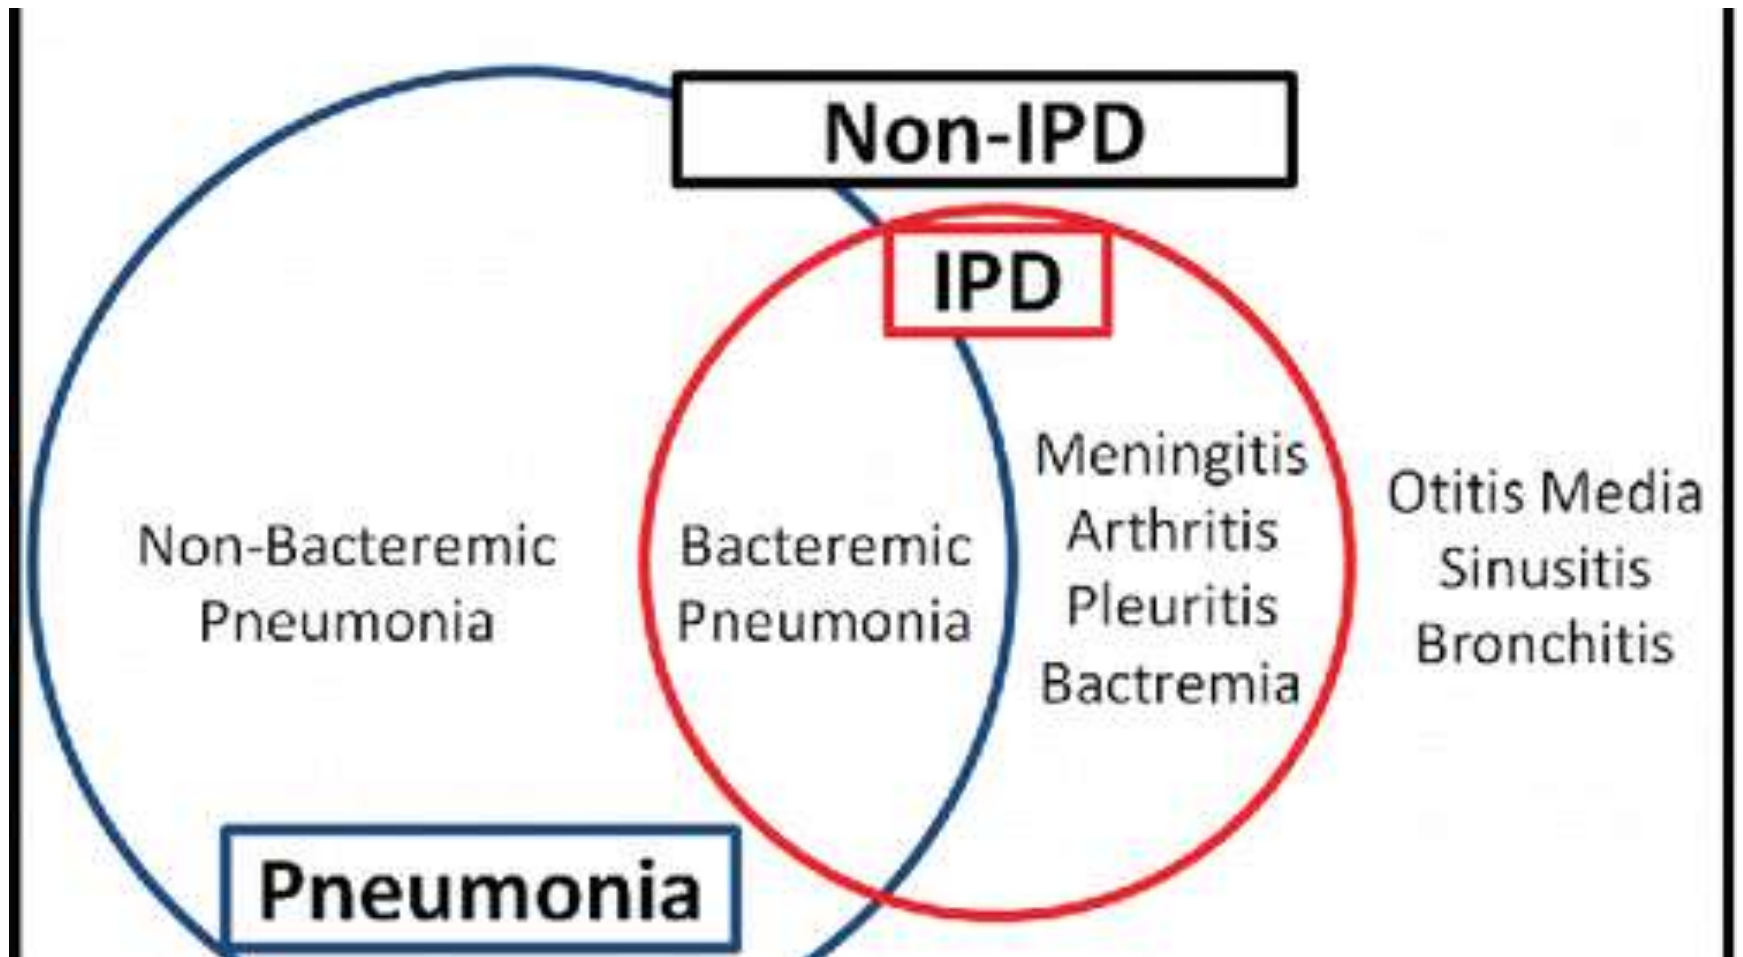 Non-IPD
IPD
Non-Bacteremic
Pneumonia
Bacteremic
Pneumonia
Meningitis
Arthritis
Pleuritis
Bactremia
Otitis Media
Sinusitis
Bronchitis
Pneumonia